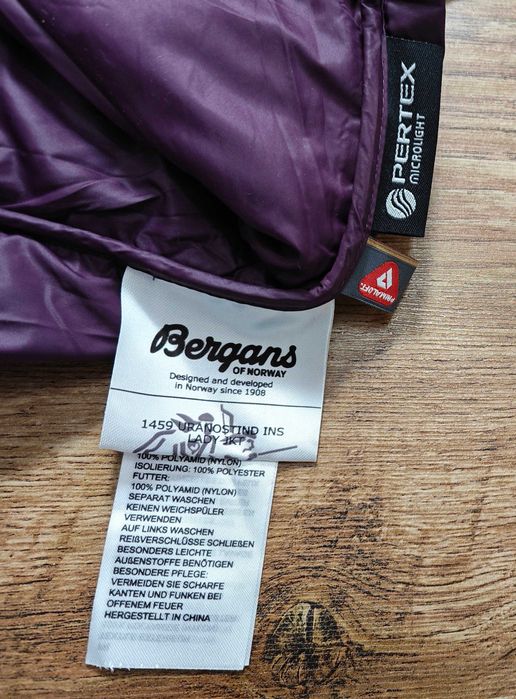 PERTEX
MICROLIGHT
PRIMALOFT
Bergans
OF NORWAY
Designed and developed
in Norway since 1908
1459 URANOSTIND INS
LADY JKT
100% POLYAMID (NYLON)
ISOLIERUNG: 100% POLYESTER
FUTTER:
100% POLYAMID (NYLON)
SEPARAT WASCHEN
KEINEN WEICHSPÜLER
VERWENDEN
AUF LINKS WASCHEN
REIßVERSCHLÜSSE SCHLIEßEN
BESONDERS LEICHTE
AUßENSTOFFE BENÖTIGEN
BESONDERE PFLEGE:
VERMEIDEN SIE SCHARFE
KANTEN UND FUNKEN BEI
OFFENEM FEUER
HERGESTELLT IN CHINA